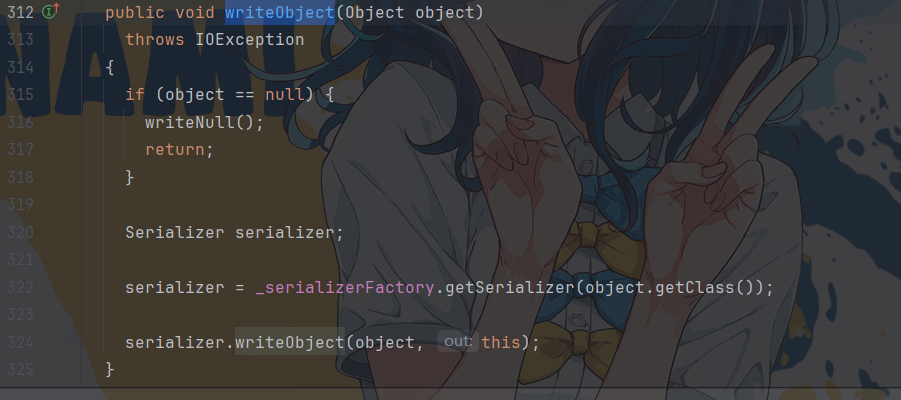 NAMI
312 public void writeObject(Object object)
313 throws IOException
314 {
315 if (object == null) {
316 writeNull();
317 return;
318 }
319
320 Serializer serializer;
321
322 serializer = _serializerFactory.getSerializer(object.getClass());
323
324 serializer.writeObject(object, out: this);
325 }